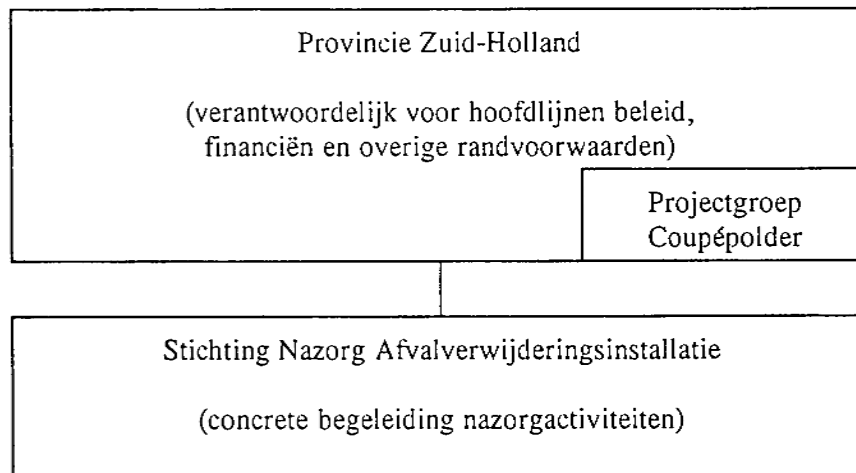 Provincie Zuid-Holland
(verantwoordelijk voor hoofdlijnen beleid,
financiën en overige randvoorwaarden)
Projectgroep
Coupépolder
Stichting Nazorg Afvalverwijderingsinstallatie
(concrete begeleiding nazorgactiviteiten)